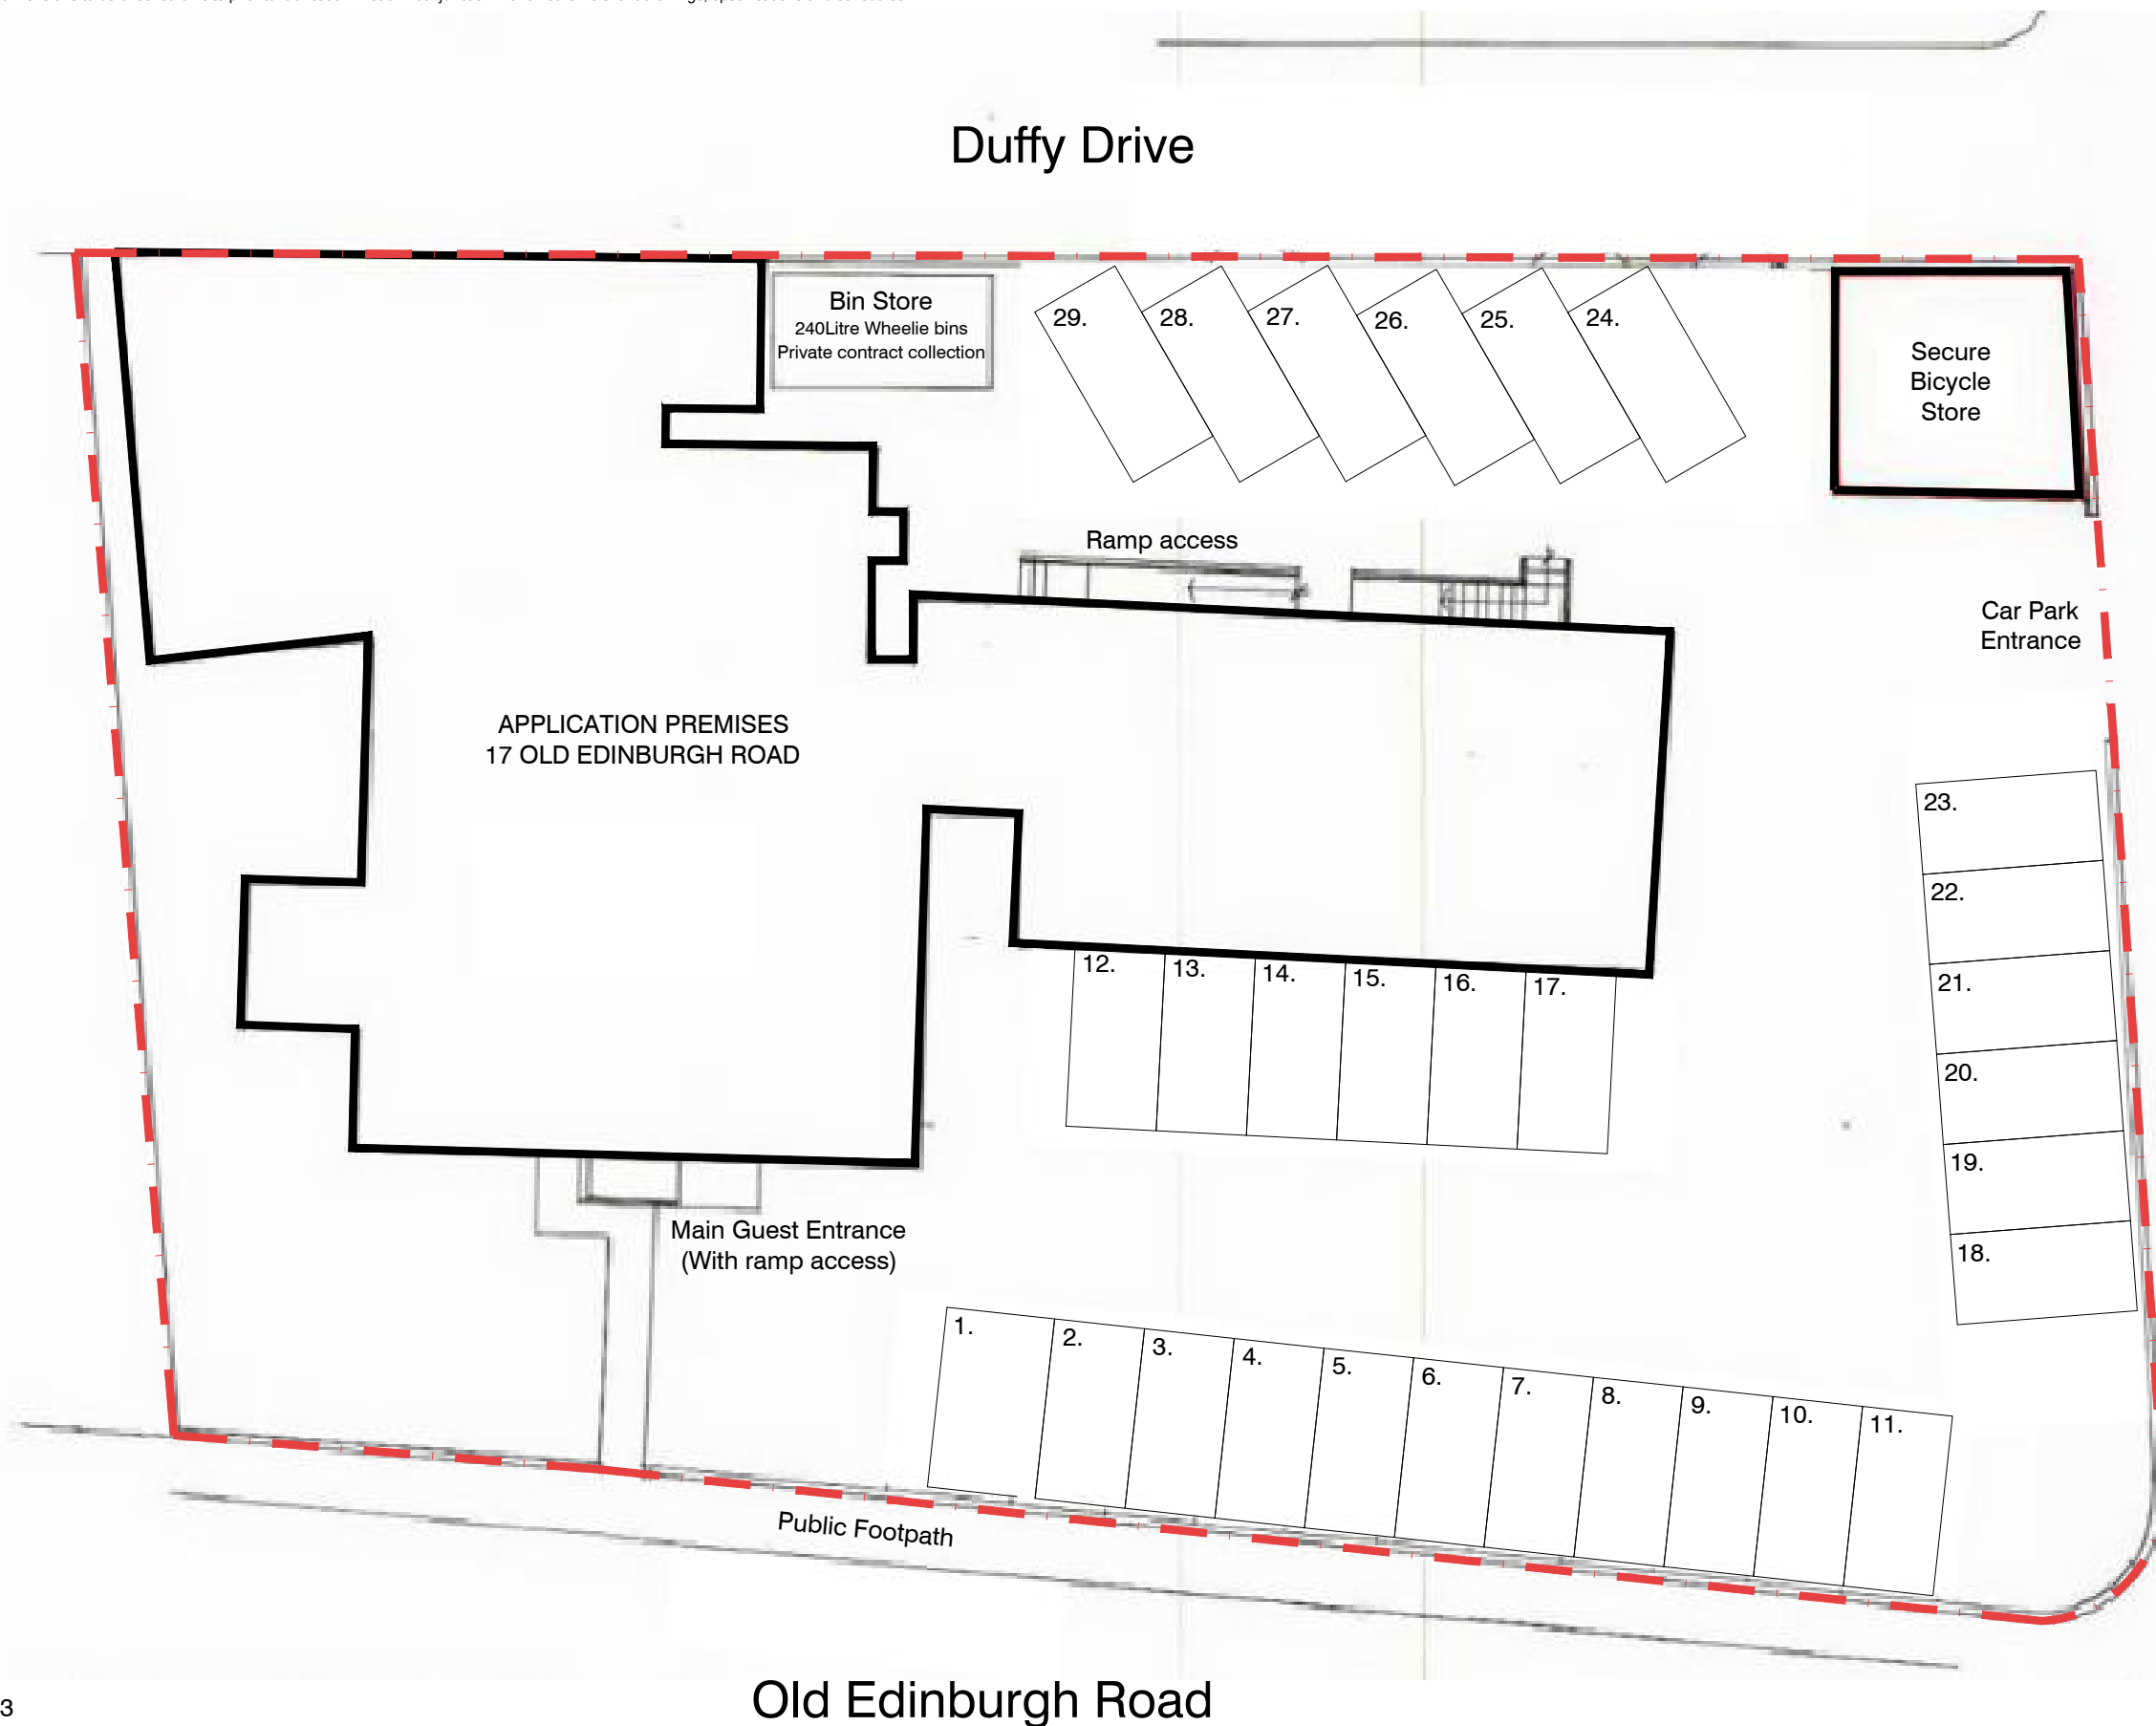 Duffy Drive
Bin Store
240Litre Wheelie bins
Private contract collection
29.
28.
27.
26.
25.
24.
Secure
Bicycle
Store
Ramp access
Car Park
Entrance
APPLICATION PREMISES
17 OLD EDINBURGH ROAD
23.
22.
21.
20.
19.
18.
12.
13.
14.
15.
16.
17.
Main Guest Entrance
(With ramp access)
1.
2.
3.
4.
5.
6.
7.
8.
9.
10.
11.
Public Footpath
Old Edinburgh Road
3